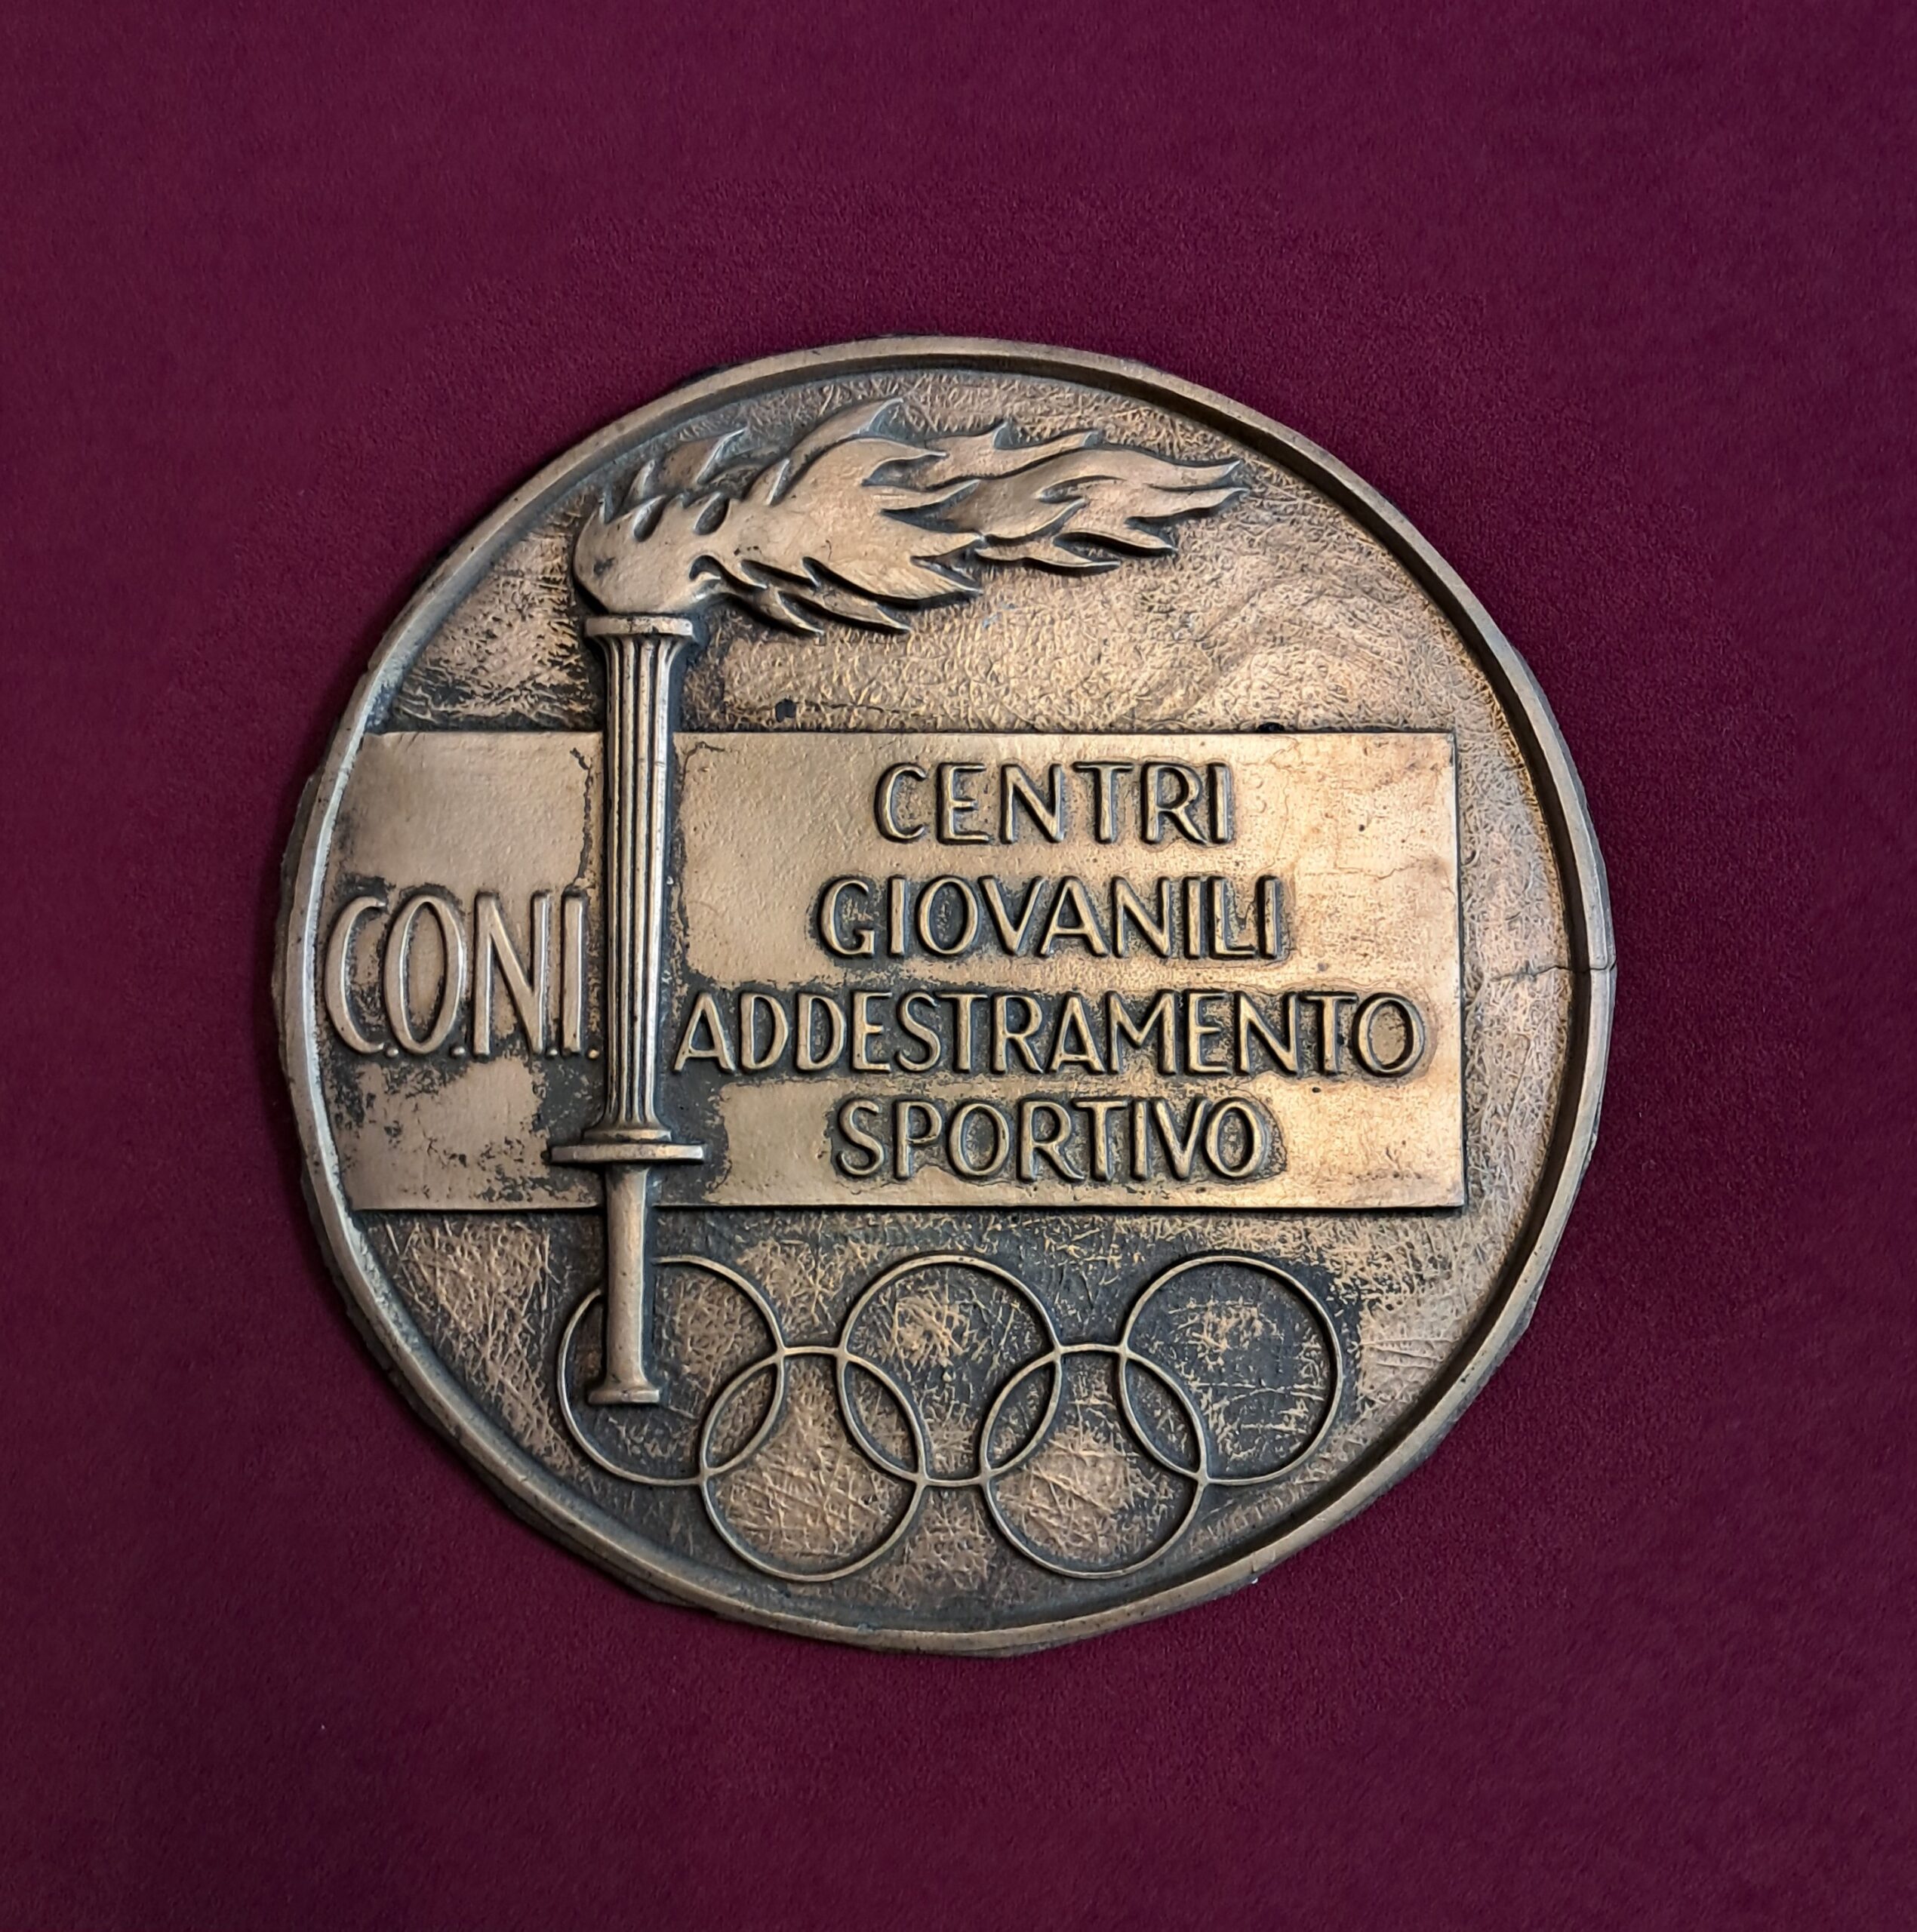 C.O.N.I.
CENTRI
GIOVANILI
ADDESTRAMENTO
SPORTIVO